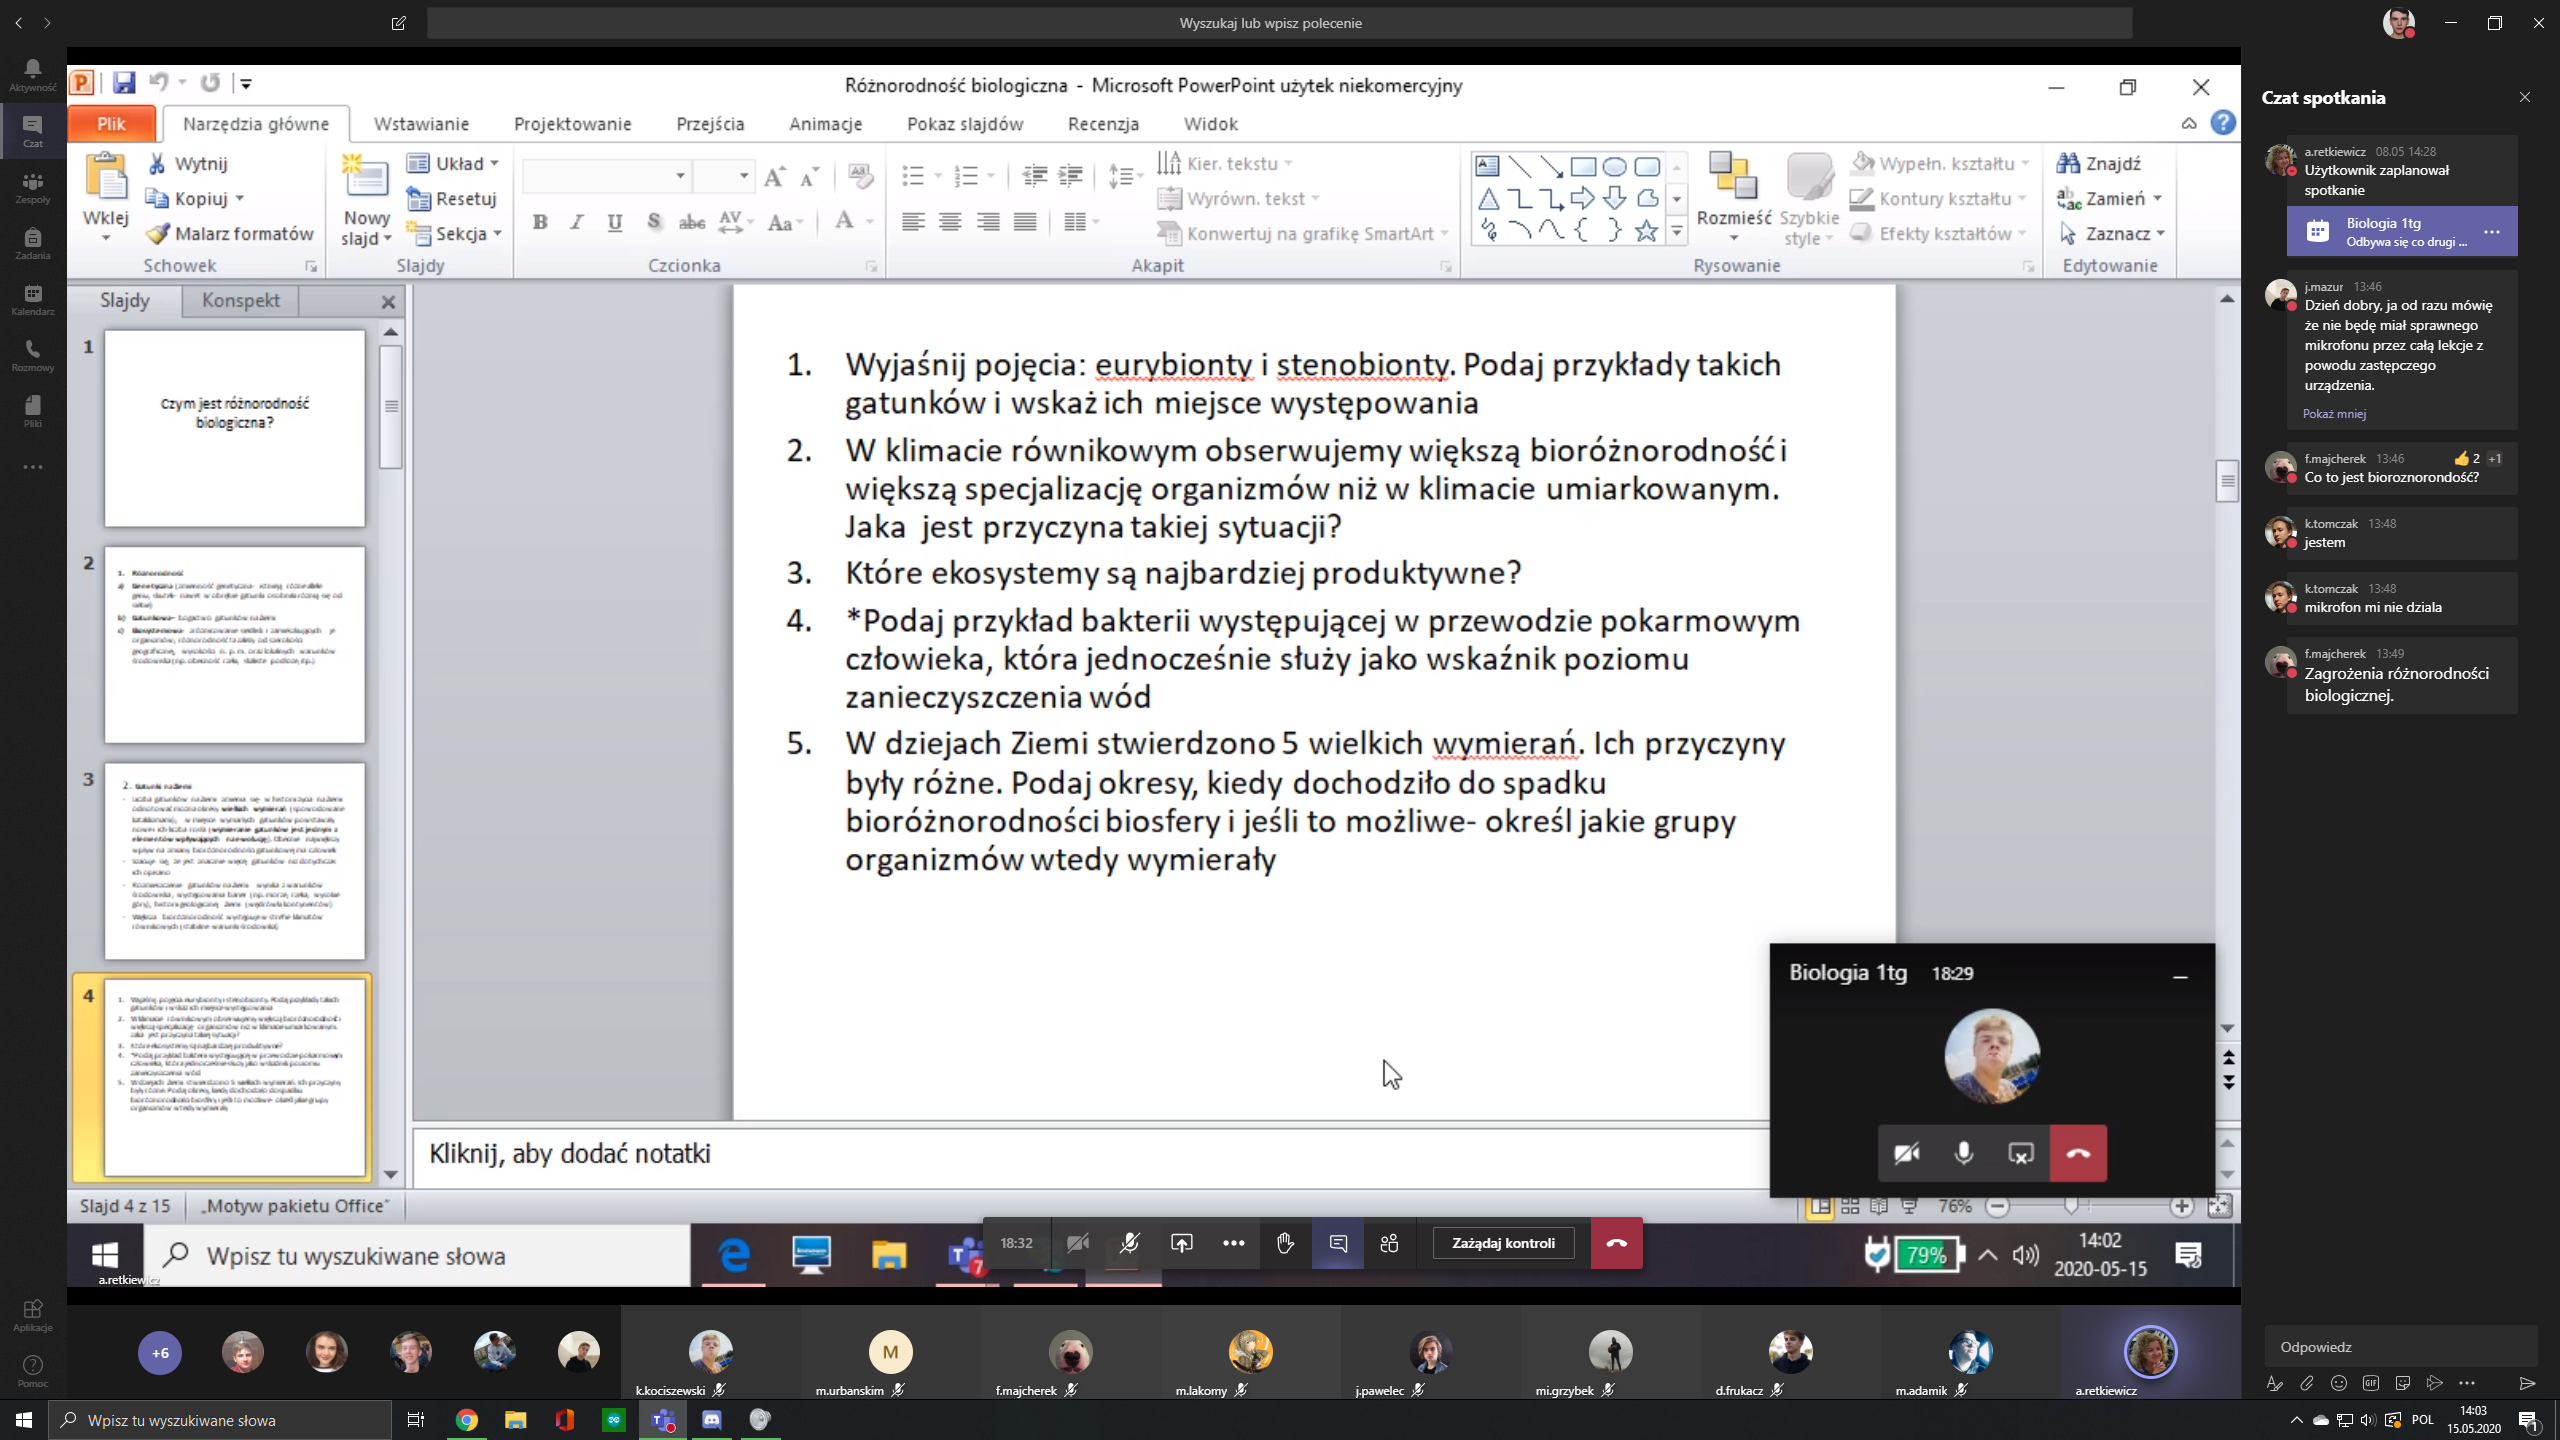 Wyszukaj lub wpisz polecenie
Aktywność
Czat
Zespoły
Zadania
Kalendarz
Rozmowy
Pliki
Aplikacje
Pomoc
Różnorodność biologiczna - Microsoft PowerPoint użytek niekomercyjny
Plik Narzędzia główne Wstawianie Projektowanie Przejścia Animacje Pokaz slajdów Recenzja Widok
Wklej
Wytnij
Kopiuj
Malarz formatów
Schowek
Nowy slajd
Układ
Resetuj
Sekcja
Slajdy
Czcionka
Kier. tekstu
Wyrówn. tekst
Konwertuj na grafikę SmartArt
Akapit
Rozmieść
Szybkie style
Wypełn. kształtu
Kontury kształtu
Efekty kształtów
Rysowanie
Znajdź
Zamień
Zaznacz
Edytowanie
Slajdy Konspekt
1
Czym jest różnorodność
biologiczna?
2
3
4
1. Wyjaśnij pojęcia: eurybionty i stenobionty. Podaj przykłady takich
gatunków i wskaż ich miejsce występowania
2. W klimacie równikowym obserwujemy większą bioróżnorodność i
większą specjalizację organizmów niż w klimacie umiarkowanym.
Jaka jest przyczyna takiej sytuacji?
3. Które ekosystemy są najbardziej produktywne?
4. *Podaj przykład bakterii występującej w przewodzie pokarmowym
człowieka, która jednocześnie służy jako wskaźnik poziomu
zanieczyszczenia wód
5. W dziejach Ziemi stwierdzono 5 wielkich wymierań. Ich przyczyny
były różne. Podaj okresy, kiedy dochodziło do spadku
bioróżnorodności biosfery i jeśli to możliwe- określ jakie grupy
organizmów wtedy wymierały
Biologia 1tg 18:29
Kliknij, aby dodać notatki
Slajd 4 z 15 „Motyw pakietu Office”
76%
Wpisz tu wyszukiwane słowa
a.retkiewicz
7
18:32
Zażądaj kontroli
79%
14:02
2020-05-15
+6
k.kociszewski
M
m.urbanskim
f.majcherek
m.lakomy
j.pawelec
mi.grzybek
d.frukacz
m.adamik
a.retkiewicz
Czat spotkania
a.retkiewicz 08.05 14:28
Użytkownik zaplanował
spotkanie
Biologia 1tg
Odbywa się co drugi ...
j.mazur 13:46
Dzień dobry, ja od razu mówię
że nie będę miał sprawnego
mikrofonu przez całą lekcje z
powodu zastępczego
urządzenia.
Pokaż mniej
f.majcherek 13:46 2 +1
Co to jest bioroznorondość?
k.tomczak 13:48
jestem
k.tomczak 13:48
mikrofon mi nie dziala
f.majcherek 13:49
Zagrożenia różnorodności
biologicznej.
Odpowiedz
GIF
Wpisz tu wyszukiwane słowa
POL
14:03
15.05.2020
1